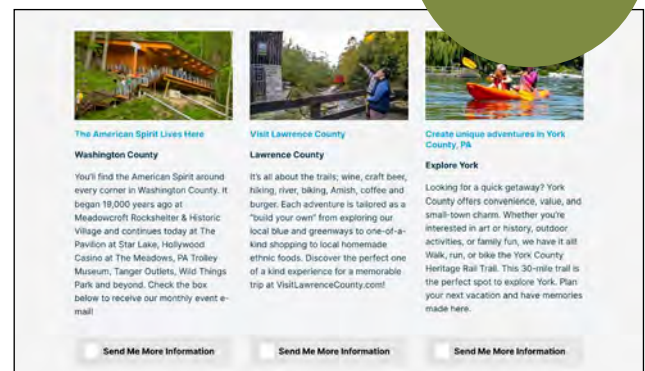 The American Spirit Lives Here
Washington County
You'll find the American Spirit around
every corner in Washington County. It
began 19,000 years ago at
Meadowcroft Rockshelter & Historic
Village and continues today at The
Pavilion at Star Lake, Hollywood
Casino at The Meadows, PA Trolley
Museum, Tanger Outlets, Wild Things
Park and beyond. Check the box
below to receive our monthly event e-
mail!
Send Me More Information
Visit Lawrence County
Lawrence County
It's all about the trails; wine, craft beer,
hiking, river, biking, Amish, coffee and
burger. Each adventure is tailored as a
"build your own" from exploring our
local blue and greenways to one-of-a-
kind shopping to local homemade
ethnic foods. Discover the perfect one
of a kind experience for a memorable
trip at VisitLawrenceCounty.com!
Send Me More Information
Create unique adventures in York
County, PA
Explore York
Looking for a quick getaway? York
County offers convenience, value, and
small-town charm. Whether you're
interested in art or history, outdoor
activities, or family fun, we have it all!
Walk, run, or bike the York County
Heritage Rail Trail. This 30-mile trail is
the perfect spot to explore York. Plan
your next vacation and have memories
made here.
Send Me More Information